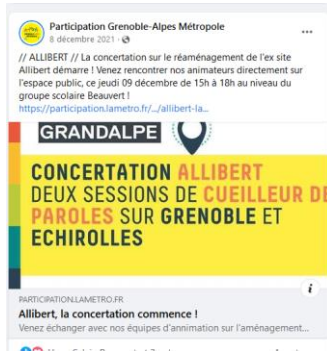 Participation Grenoble-Alpes Métropole
8 décembre 2021 ·
// ALLIBERT // La concertation sur le réaménagement de l'ex site
Allibert démarre ! Venez rencontrer nos animateurs directement sur
l'espace public, ce jeudi 09 décembre de 15h à 18h au niveau du
groupe scolaire Beauvert !
https://participation.lametro.fr/.../allibert-la...
GRANDALPE
CONCERTATION ALLIBERT
DEUX SESSIONS DE CUEILLEUR DE
PAROLES SUR GRENOBLE ET
ECHIROLLES
PARTICIPATION.LAMETRO.FR
Allibert, la concertation commence !
Venez échanger avec nos équipes d'annimation sur l'aménagement...